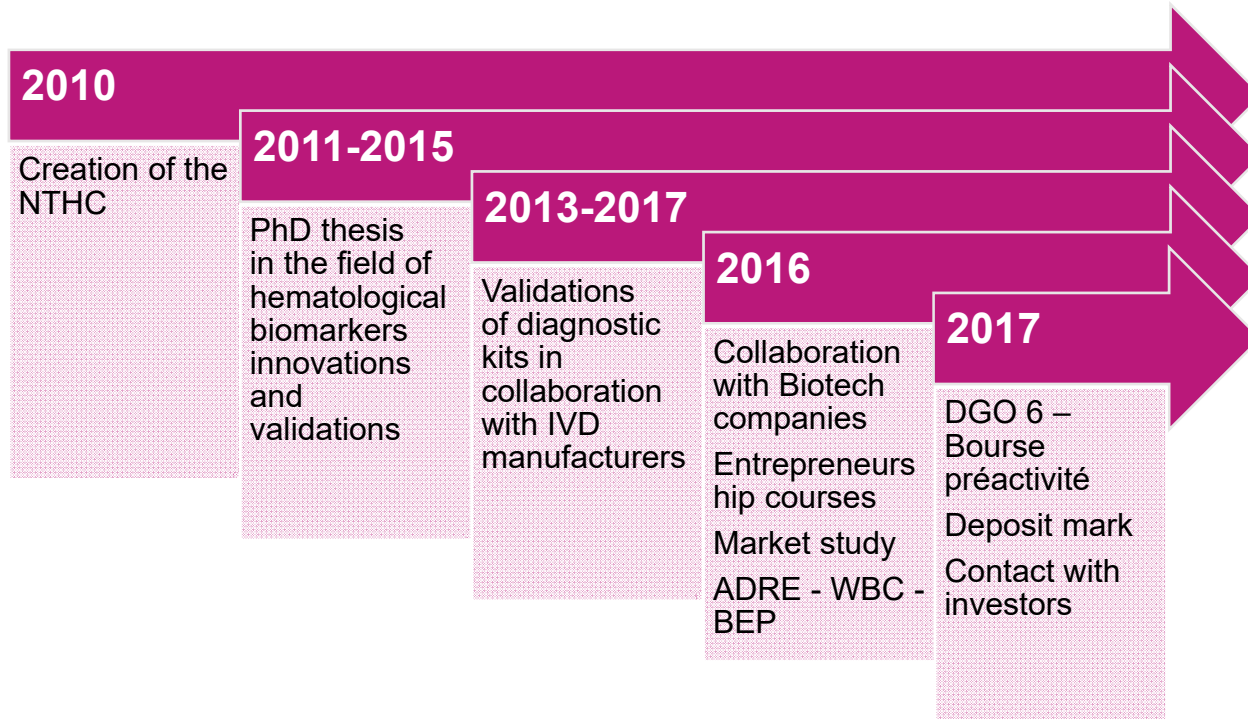 2010
Creation of the
NTHC
2011-2015
PhD thesis
in the field of
hematological
biomarkers
innovations
and
validations
2013-2017
Validations
of diagnostic
kits in
collaboration
with IVD
manufacturers
2016
Collaboration
with Biotech
companies
Entrepreneurs
hip courses
Market study
ADRE - WBC -
BEP
2017
DGO 6 –
Bourse
préactivité
Deposit mark
Contact with
investors